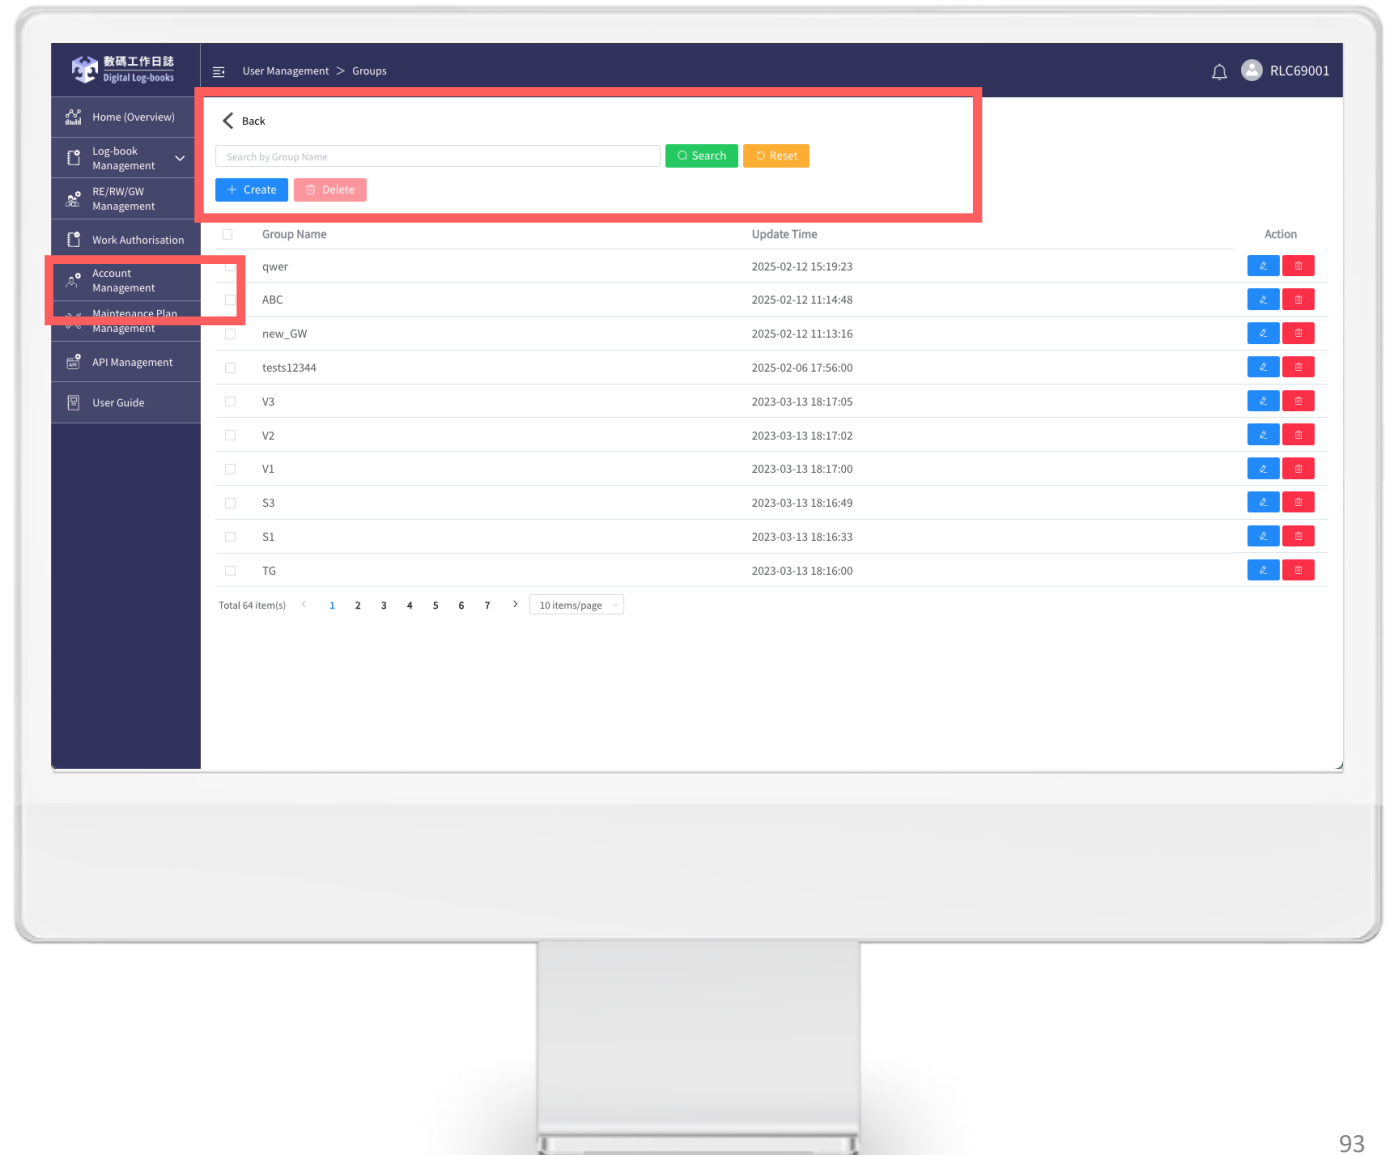 數碼工作日誌
Digital Log-books
User Management > Groups
RLC69001
Home (Overview)
Log-book
Management
RE/RW/GW
Management
Work Authorisation
Account
Management
Maintenance Plan
Management
API Management
User Guide
Back
Search by Group Name
Search
Reset
+ Create
Delete
Group Name Update Time Action
qwer 2025-02-12 15:19:23
ABC 2025-02-12 11:14:48
new_GW 2025-02-12 11:13:16
tests12344 2025-02-06 17:56:00
V3 2023-03-13 18:17:05
V2 2023-03-13 18:17:02
V1 2023-03-13 18:17:00
S3 2023-03-13 18:16:49
S1 2023-03-13 18:16:33
TG 2023-03-13 18:16:00
Total 64 item(s) < 1 2 3 4 5 6 7 > 10 items/page
93